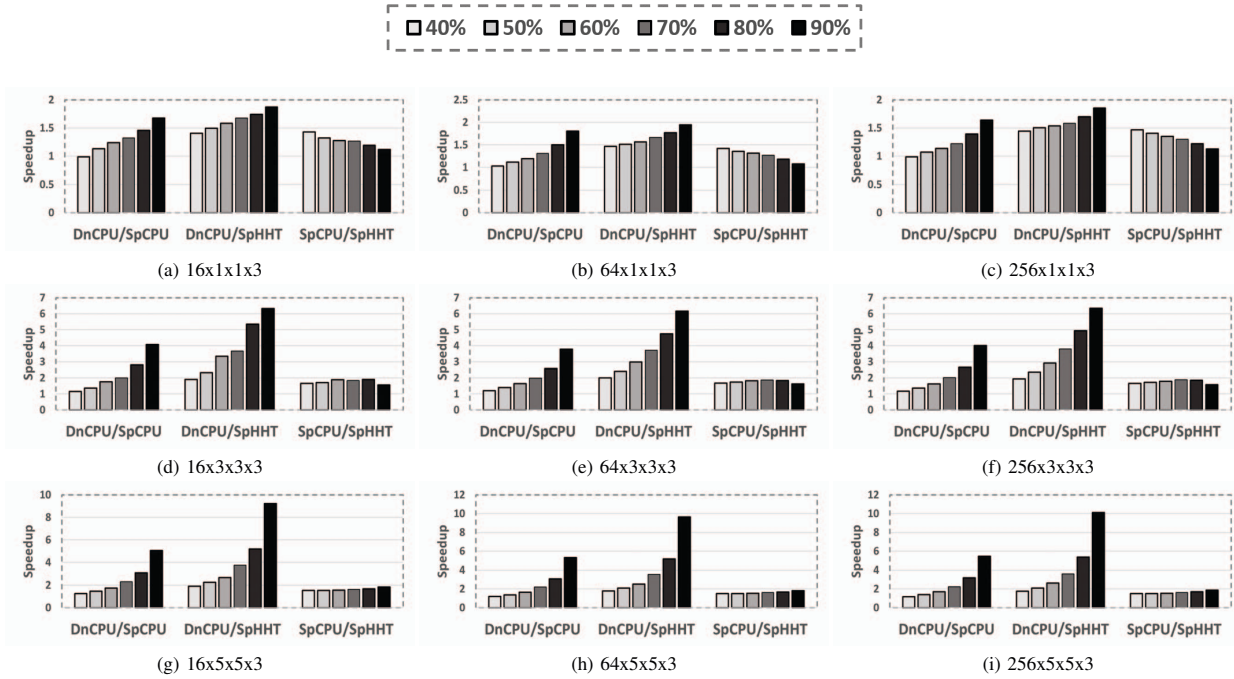 40% 50% 60% 70% 80% 90%
Speedup
2
1.5
1
0.5
0
DnCPU/SpCPU DnCPU/SpHHT SpCPU/SpHHT
(a) 16x1x1x3
Speedup
2.5
2
1.5
1
0.5
0
DnCPU/SpCPU DnCPU/SpHHT SpCPU/SpHHT
(b) 64x1x1x3
Speedup
2
1.5
1
0.5
0
DnCPU/SpCPU DnCPU/SpHHT SpCPU/SpHHT
(c) 256x1x1x3
Speedup
7
6
5
4
3
2
1
0
DnCPU/SpCPU DnCPU/SpHHT SpCPU/SpHHT
(d) 16x3x3x3
Speedup
7
6
5
4
3
2
1
0
DnCPU/SpCPU DnCPU/SpHHT SpCPU/SpHHT
(e) 64x3x3x3
Speedup
7
6
5
4
3
2
1
0
DnCPU/SpCPU DnCPU/SpHHT SpCPU/SpHHT
(f) 256x3x3x3
Speedup
10
8
6
4
2
0
DnCPU/SpCPU DnCPU/SpHHT SpCPU/SpHHT
(g) 16x5x5x3
Speedup
12
10
8
6
4
2
0
DnCPU/SpCPU DnCPU/SpHHT SpCPU/SpHHT
(h) 64x5x5x3
Speedup
12
10
8
6
4
2
0
DnCPU/SpCPU DnCPU/SpHHT SpCPU/SpHHT
(i) 256x5x5x3